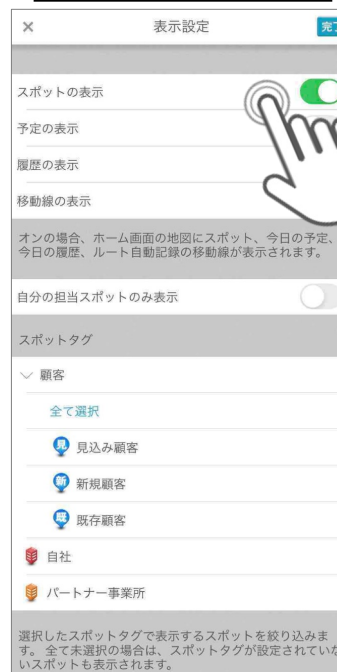 ×
表示設定
完了
スポットの表示
予定の表示
履歴の表示
移動線の表示
オンの場合、ホーム画面の地図にスポット、今日の予定、
今日の履歴、ルート自動記録の移動線が表示されます。
自分の担当スポットのみ表示
スポットタグ
顧客
全て選択
見 見込み顧客
新 新規顧客
既 既存顧客
自社
パートナー事業所
選択したスポットタグで表示するスポットを絞り込みま
す。 全て未選択の場合は、スポットタグが設定されていな
いスポットも表示されます。